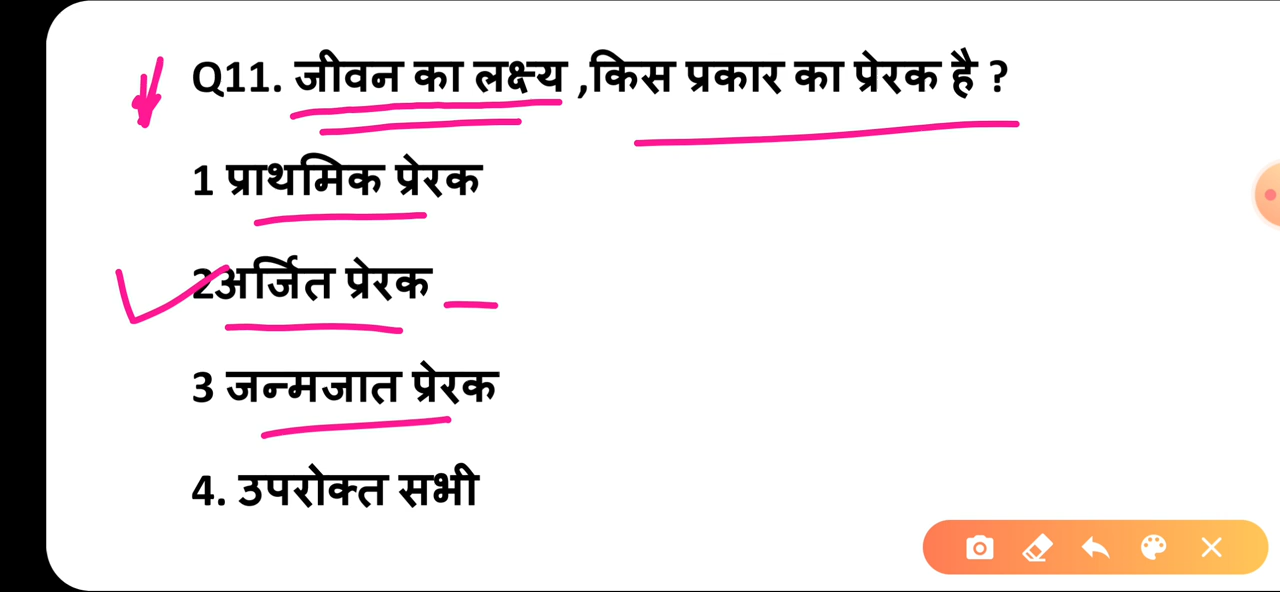 Q11. जीवन का लक्ष्य ,किस प्रकार का प्रेरक है ?
1 प्राथमिक प्रेरक
2अर्जित प्रेरक
3 जन्मजात प्रेरक
4. उपरोक्त सभी